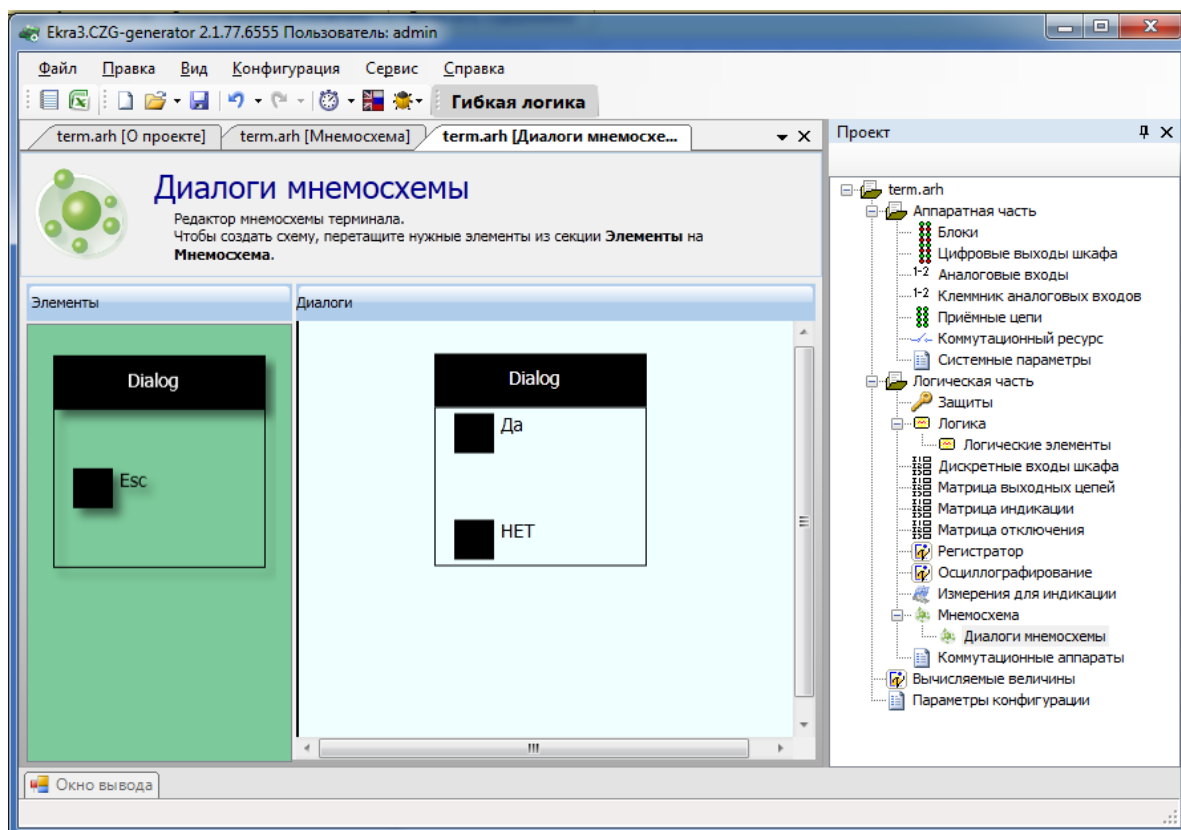 Ekra3.CZG-generator 2.1.77.6555 Пользователь: admin
Файл Правка Вид Конфигурация Сервис Справка
Гибкая логика
term.arh [О проекте] term.arh [Мнемосхема] term.arh [Диалоги мнемосхе...
Диалоги мнемосхемы
Редактор мнемосхемы терминала.
Чтобы создать схему, перетащите нужные элементы из секции Элементы на
Мнемосхема.
Элементы
Dialog
Esc
Диалоги
Dialog
Да
НЕТ
Проект
term.arh
Аппаратная часть
Блоки
Цифровые выходы шкафа
1-2 Аналоговые входы
1-2 Клеммник аналоговых входов
Приёмные цепи
Коммутационный ресурс
Системные параметры
Логическая часть
Защиты
Логика
Логические элементы
Дискретные входы шкафа
Матрица выходных цепей
Матрица индикации
Матрица отключения
Регистратор
Осциллографирование
Измерения для индикации
Мнемосхема
Диалоги мнемосхемы
Коммутационные аппараты
Вычисляемые величины
Параметры конфигурации
Окно вывода